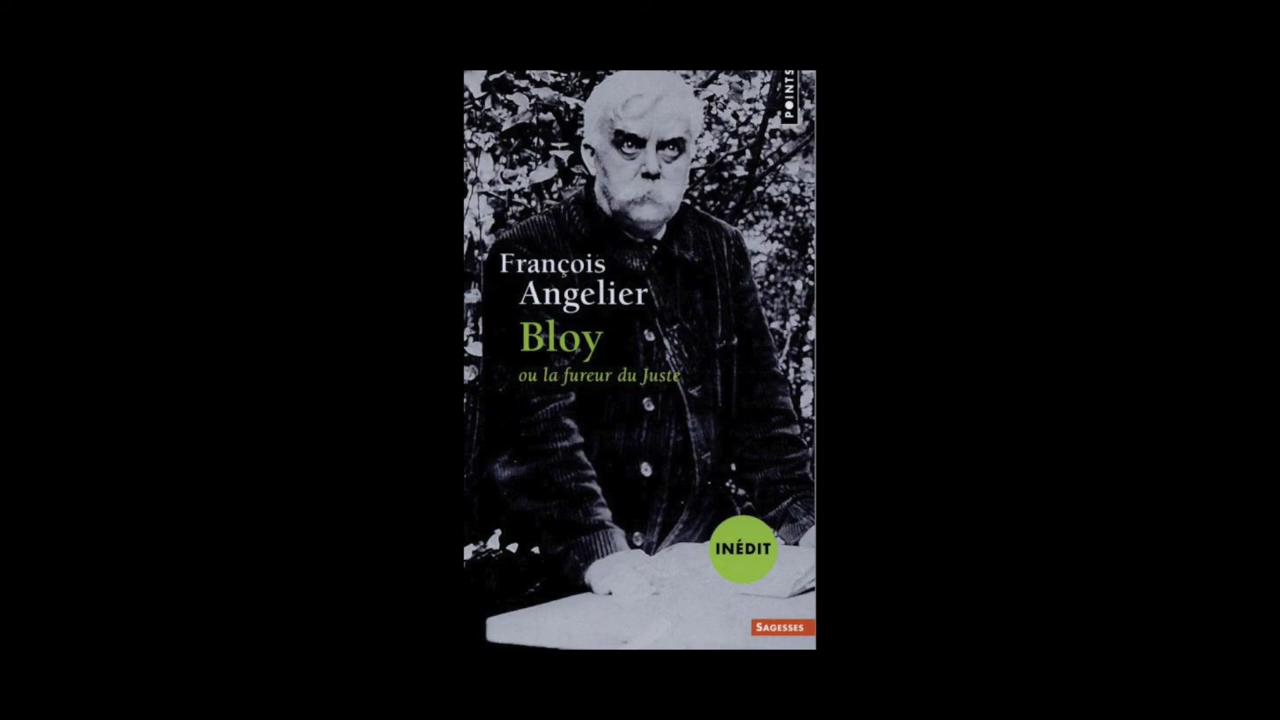 POINTS
François
Angelier
Bloy
ou la fureur du Juste
INÉDIT
SAGESSES